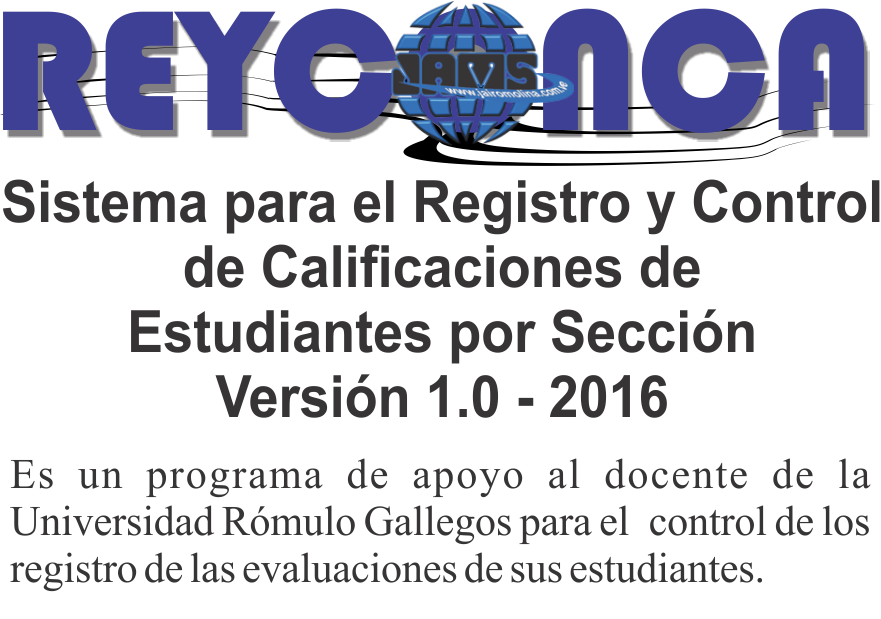 REYCONCA
JAMS
www.jairomolina.com.ve
Sistema para el Registro y Control
de Calificaciones de
Estudiantes por Sección
Versión 1.0 - 2016
Es un programa de apoyo al docente de la
Universidad Rómulo Gallegos para el control de los
registro de las evaluaciones de sus estudiantes.